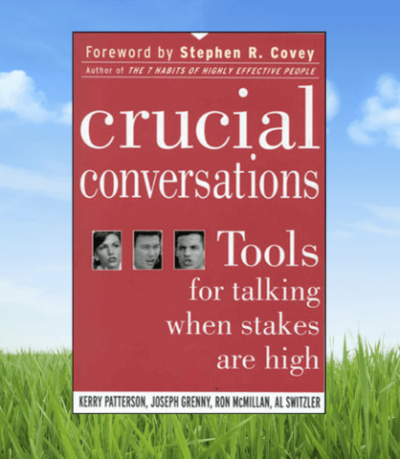 Foreword by Stephen R. Covey
Author of THE 7 HABITS OF HIGHLY EFFECTIVE PEOPLE
crucial
conversations
Tools
for talking
when stakes
are high
KERRY PATTERSON, JOSEPH GRENNY, RON McMILLAN, AL SWITZLER